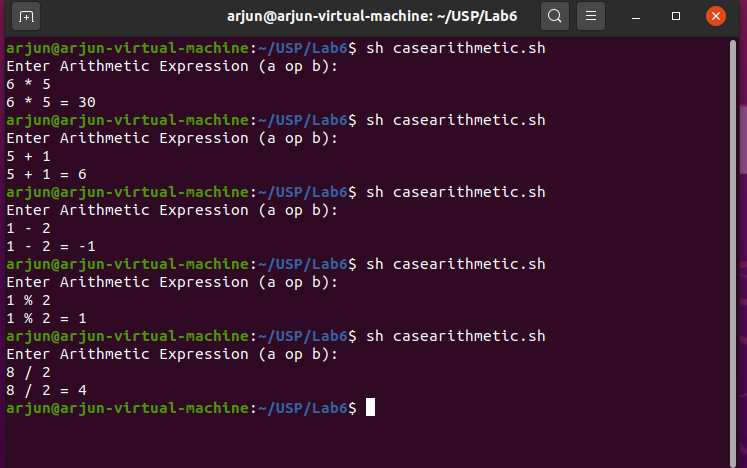 arjun@arjun-virtual-machine: ~/USP/Lab6
arjun@arjun-virtual-machine:~/USP/Lab6$ sh casearithmetic.sh
Enter Arithmetic Expression (a op b):
6 * 5
6 * 5 = 30
arjun@arjun-virtual-machine:~/USP/Lab6$ sh casearithmetic.sh
Enter Arithmetic Expression (a op b):
5 + 1
5 + 1 = 6
arjun@arjun-virtual-machine:~/USP/Lab6$ sh casearithmetic.sh
Enter Arithmetic Expression (a op b):
1 - 2
1 - 2 = -1
arjun@arjun-virtual-machine:~/USP/Lab6$ sh casearithmetic.sh
Enter Arithmetic Expression (a op b):
1 % 2
1 % 2 = 1
arjun@arjun-virtual-machine:~/USP/Lab6$ sh casearithmetic.sh
Enter Arithmetic Expression (a op b):
8 / 2
8 / 2 = 4
arjun@arjun-virtual-machine:~/USP/Lab6$